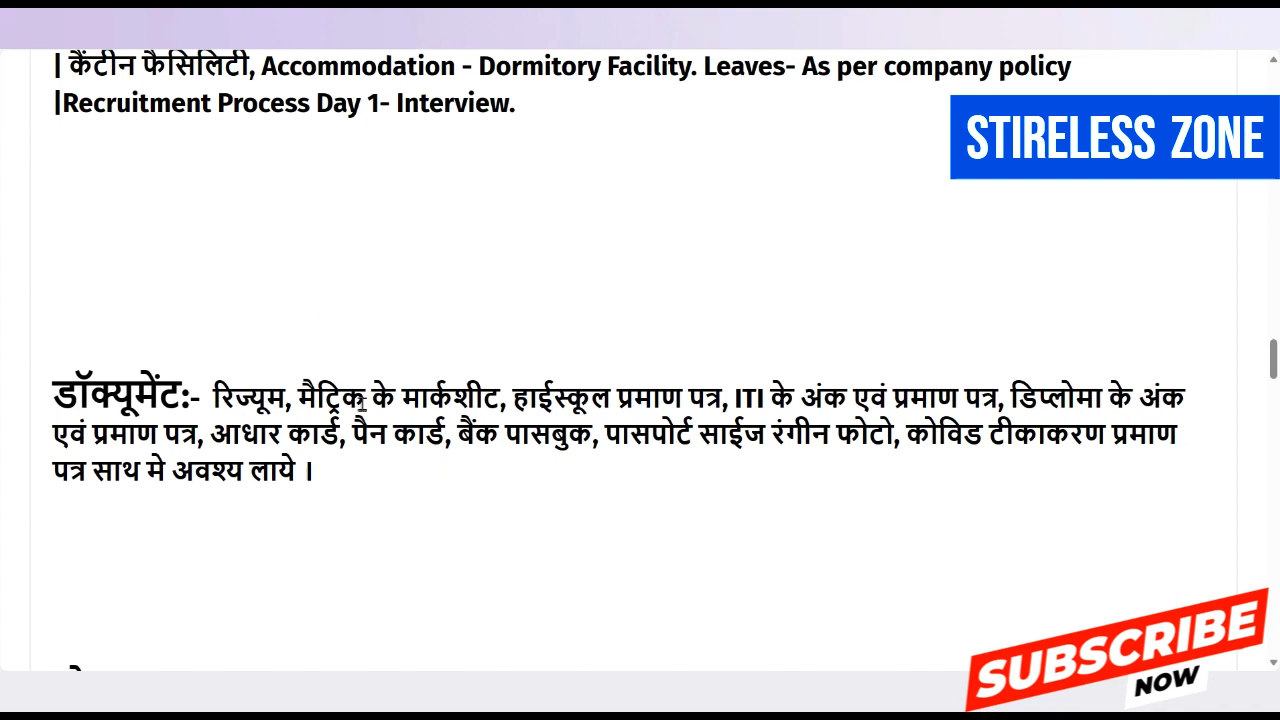 | कैंटीन फैसिलिटी, Accommodation - Dormitory Facility. Leaves- As per company policy
|Recruitment Process Day 1- Interview.
STIRELESS ZONE
डॉक्यूमेंट:- रिज्यूम, मैट्रिक के मार्कशीट, हाईस्कूल प्रमाण पत्र, ITI के अंक एवं प्रमाण पत्र, डिप्लोमा के अंक
एवं प्रमाण पत्र, आधार कार्ड, पैन कार्ड, बैंक पासबुक, पासपोर्ट साईज रंगीन फोटो, कोविड टीकाकरण प्रमाण
पत्र साथ मे अवश्य लाये ।
SUBSCRIBE
NOW